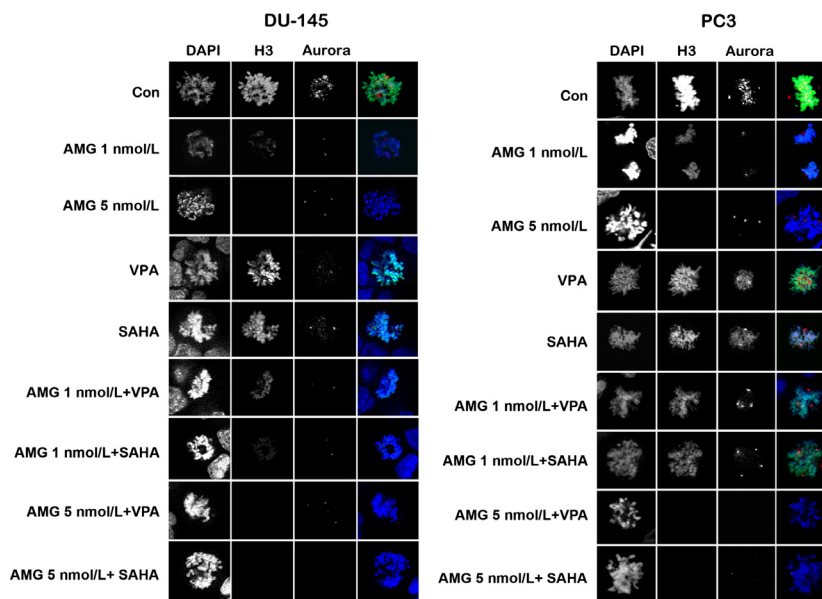 DU-145
DAPI H3 Aurora
Con
AMG 1 nmol/L
AMG 5 nmol/L
VPA
SAHA
AMG 1 nmol/L+VPA
AMG 1 nmol/L+SAHA
AMG 5 nmol/L+VPA
AMG 5 nmol/L+ SAHA
PC3
DAPI H3 Aurora
Con
AMG 1 nmol/L
AMG 5 nmol/L
VPA
SAHA
AMG 1 nmol/L+VPA
AMG 1 nmol/L+SAHA
AMG 5 nmol/L+VPA
AMG 5 nmol/L+ SAHA